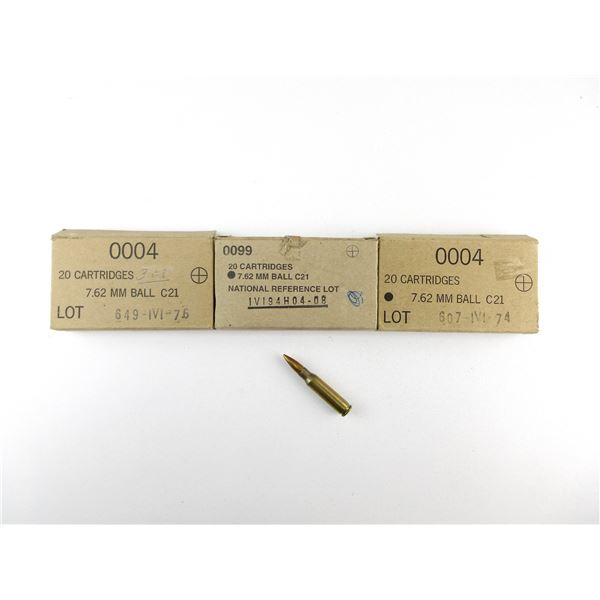 0004
20 CARTRIDGES
7.62 MM BALL C21
LOT 649-IVI-76
0099
20 CARTRIDGES
7.62 MM BALL C21
NATIONAL REFERENCE LOT
IVI94H04-08
0004
20 CARTRIDGES
7.62 MM BALL C21
LOT 607-IVI-74